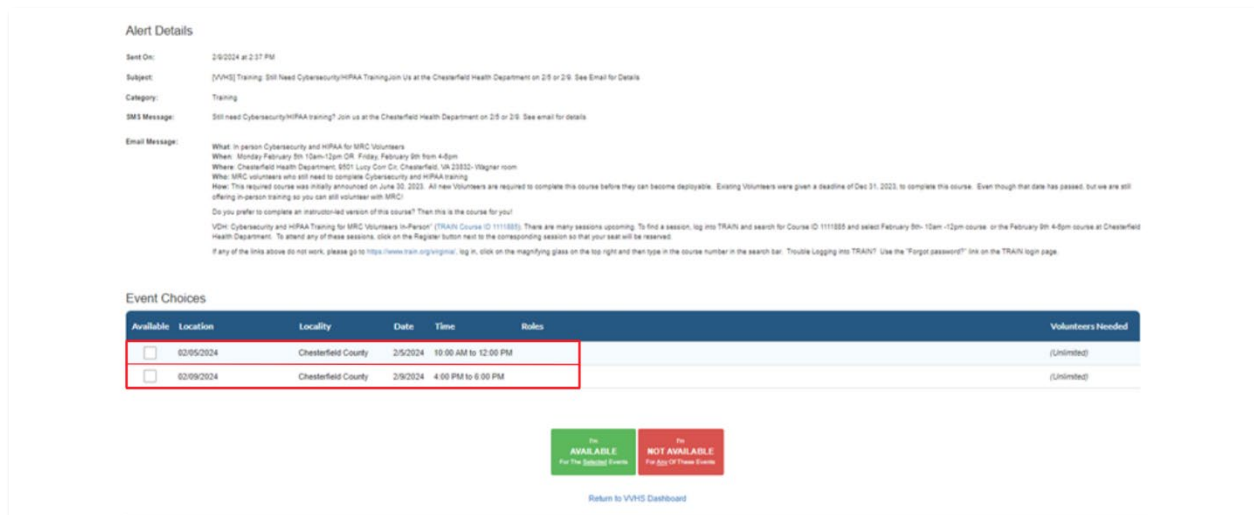 Alert Details
Sent On: 2/9/2024 at 2:37 PM
Subject: [VVHS] Training: Still Need Cybersecurity/HIPAA TrainingJoin Us at the Chesterfield Health Department on 2/5 or 2/9. See Email for Details
Category: Training
SMS Message: Still need Cybersecurity/HIPAA training? Join us at the Chesterfield Health Department on 2/5 or 2/9. See email for details
Email Message:
What: In person Cybersecurity and HIPAA for MRC Volunteers
When: Monday February 5th 10am-12pm OR Friday, February 9th from 4-6pm
Where: Chesterfield Health Department, 9501 Lucy Corr Cir, Chesterfield, VA 23832- Wagner room
Who: MRC volunteers who still need to complete Cybersecurity and HIPAA training
How: This required course was initially announced on June 30, 2023. All new Volunteers are required to complete this course before they can become deployable. Existing Volunteers were given a deadline of Dec 31, 2023, to complete this course. Even though that date has passed, but we are still
offering in-person training so you can still volunteer with MRC!
Do you prefer to complete an instructor-led version of this course? Then this is the course for you!
VDH: Cybersecurity and HIPAA Training for MRC Volunteers In-Person" (TRAIN Course ID 1111885). There are many sessions upcoming. To find a session, log into TRAIN and search for Course ID 1111885 and select February 5th- 10am -12pm course or the February 9th 4-6pm course at Chesterfield
Health Department. To attend any of these sessions, click on the Register button next to the corresponding session so that your seat will be reserved.
If any of the links above do not work, please go to https://www.train.org/virginia/, log in, click on the magnifying glass on the top right and then type in the course number in the search bar. Trouble Logging into TRAIN? Use the "Forgot password?" link on the TRAIN login page.
Event Choices
Available Location Locality Date Time Roles Volunteers Needed
02/05/2024 Chesterfield County 2/5/2024 10:00 AM to 12:00 PM (Unlimited)
02/09/2024 Chesterfield County 2/9/2024 4:00 PM to 6:00 PM (Unlimited)
I'm
AVAILABLE
For The Selected Events
I'm
NOT AVAILABLE
For Any Of These Events
Return to VVHS Dashboard